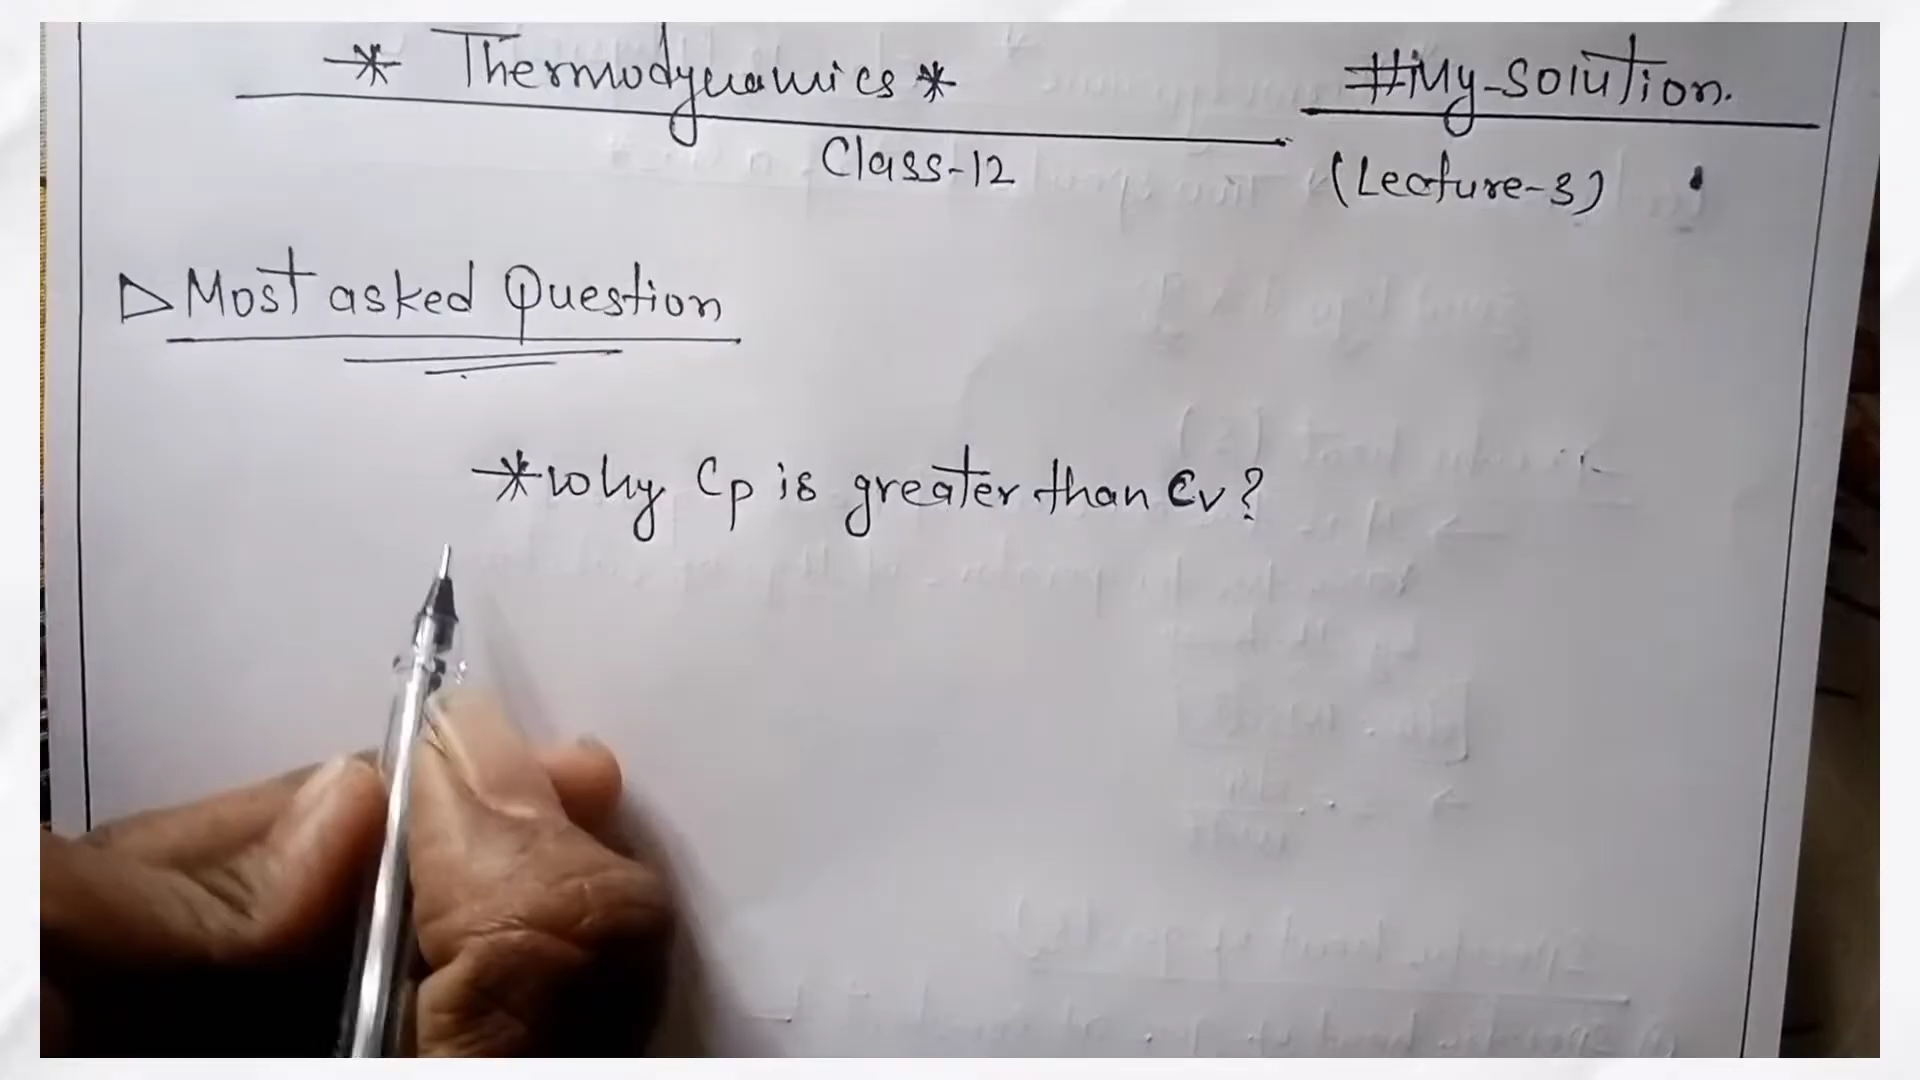 * Thermodynamics *
#My-Solution.
Class-12
(Lecture-3)
Most asked Question
*Why Cp is greater than Cv?